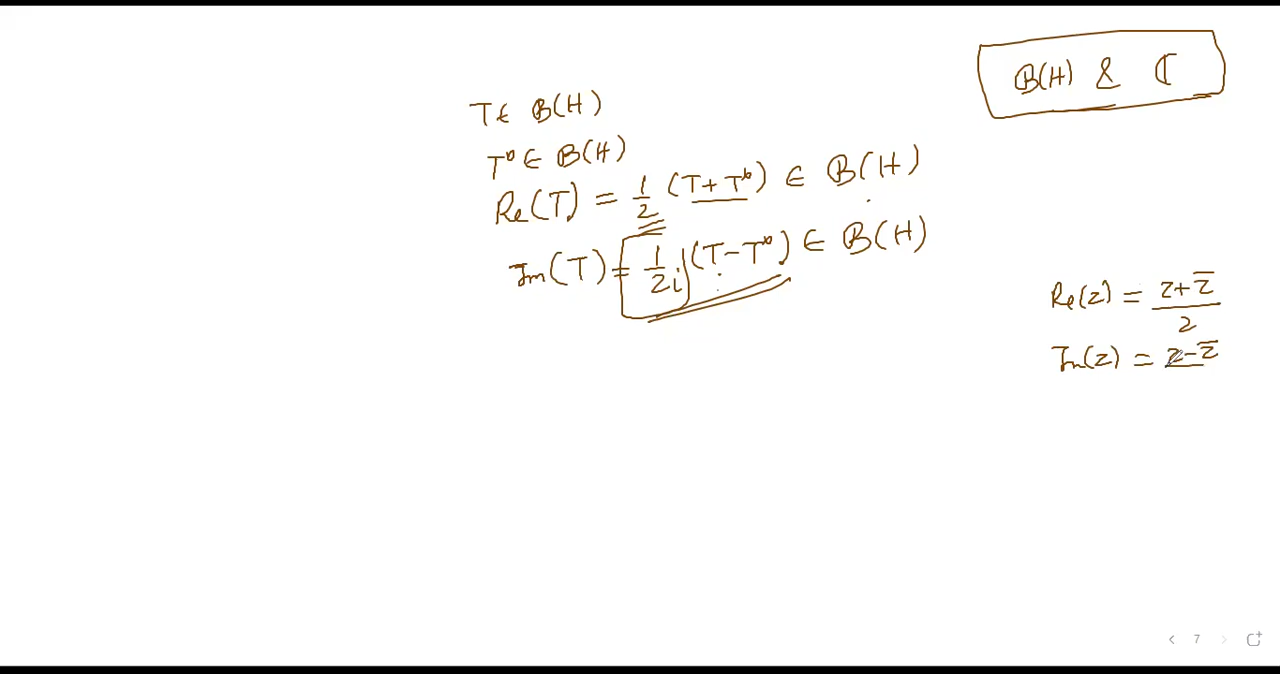 B(H) & ℂ
T ∈ B(H)
T* ∈ B(H)
Re(T) = 1/2 (T + T*) ∈ B(H)
Im(T) = 1/2i (T - T*) ∈ B(H)
Re(z) = z + z̅ / 2
Im(z) = z - z̅
7